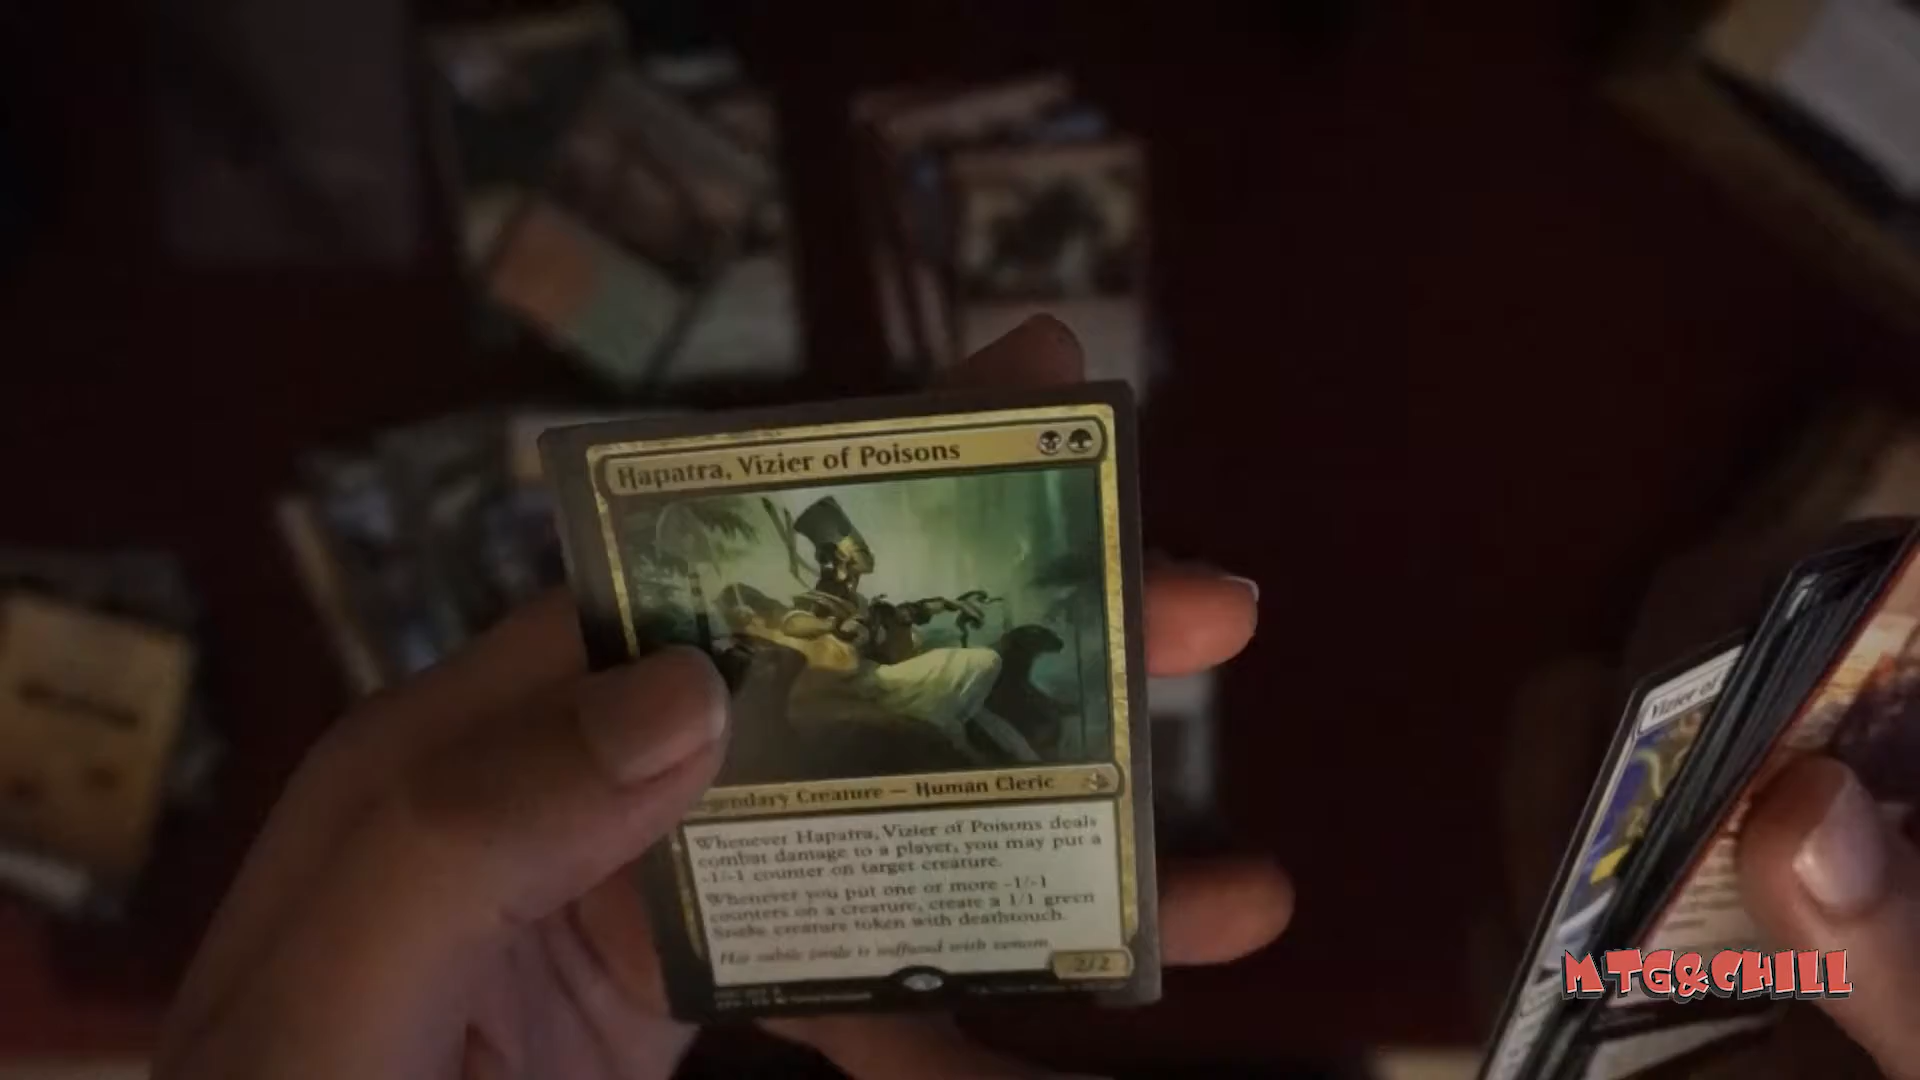 Hapatra, Vizier of Poisons
Legendary Creature — Human Cleric
Whenever Hapatra, Vizier of Poisons deals
combat damage to a player, you may put a
-1/-1 counter on target creature.
Whenever you put one or more -1/-1
counters on a creature, create a 1/1 green
Snake creature token with deathtouch.
Her subtle smile is suffused with venom.
2/2
Vizier of
MTG&CHILL